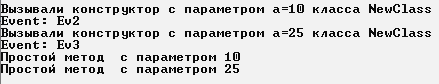 Вызывали конструктор с параметром a=10 класса NewClass
Event: Ev2
Вызывали конструктор с параметром a=25 класса NewClass
Event: Ev3
Простой метод  с параметром 10
Простой метод  с параметром 25